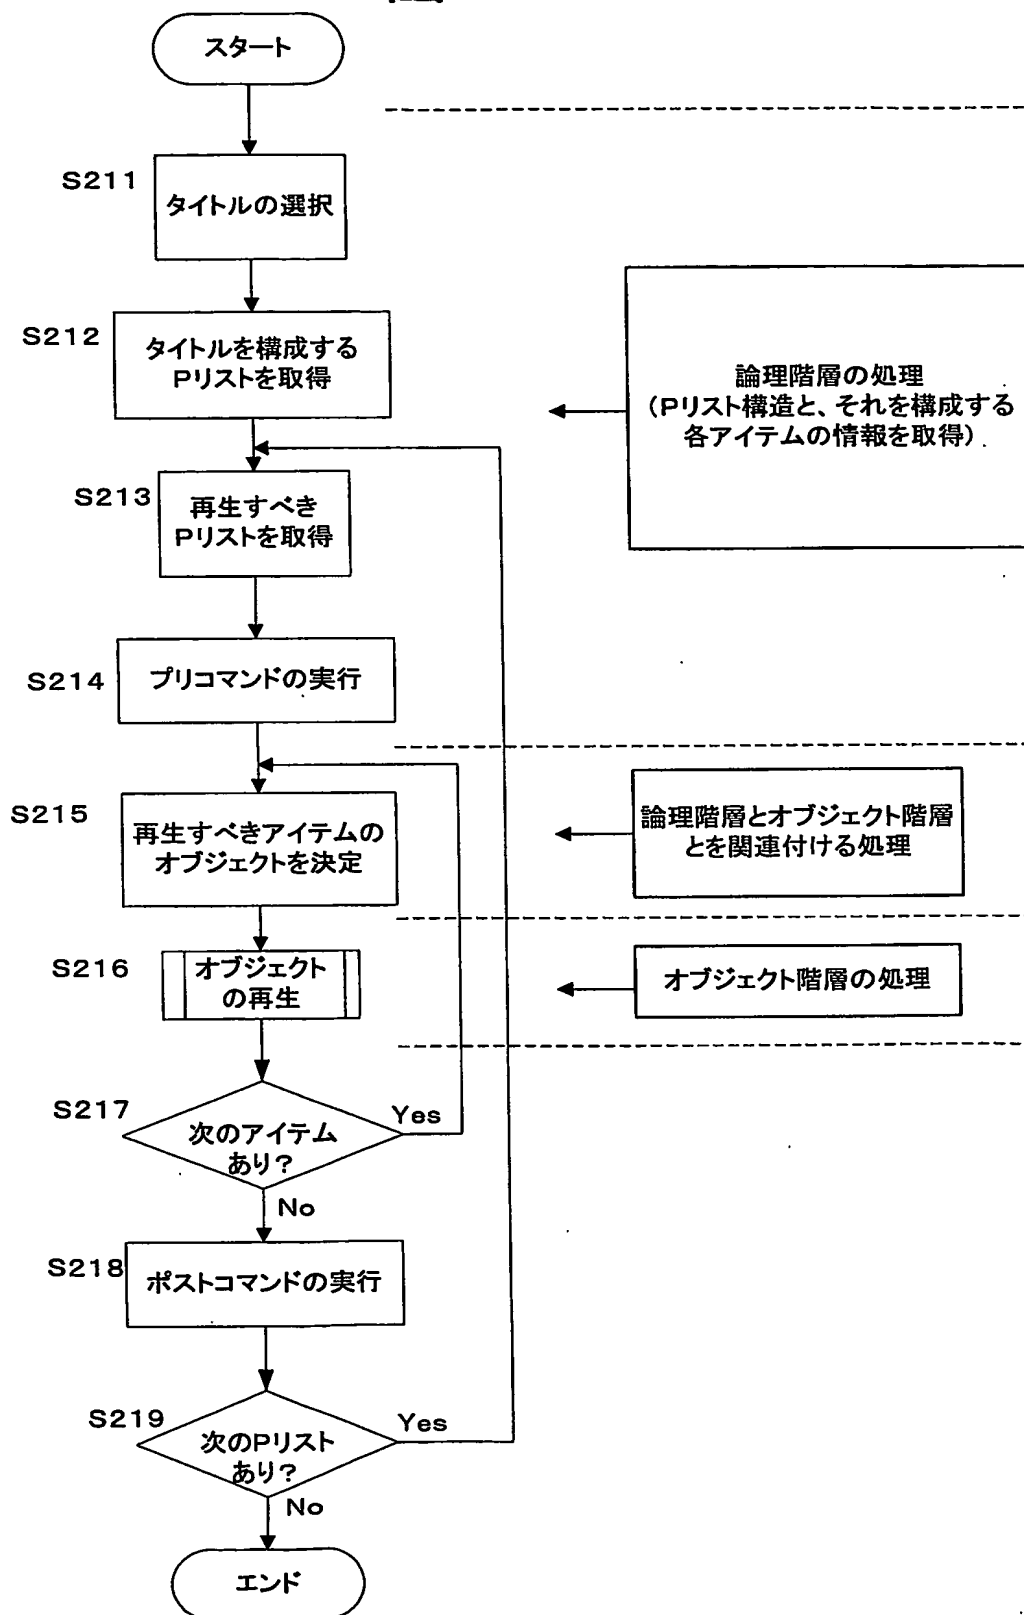 スタート
S211
タイトルの選択
S212
タイトルを構成する
Pリストを取得
論理階層の処理
(Pリスト構造と、それを構成する
各アイテムの情報を取得)
S213
再生すべき
Pリストを取得
S214
プリコマンドの実行
S215
再生すべきアイテムの
オブジェクトを決定
論理階層とオブジェクト階層
とを関連付ける処理
S216
オブジェクト
の再生
オブジェクト階層の処理
S217
次のアイテム
あり?
Yes
No
S218
ポストコマンドの実行
S219
次のPリスト
あり?
Yes
No
エンド